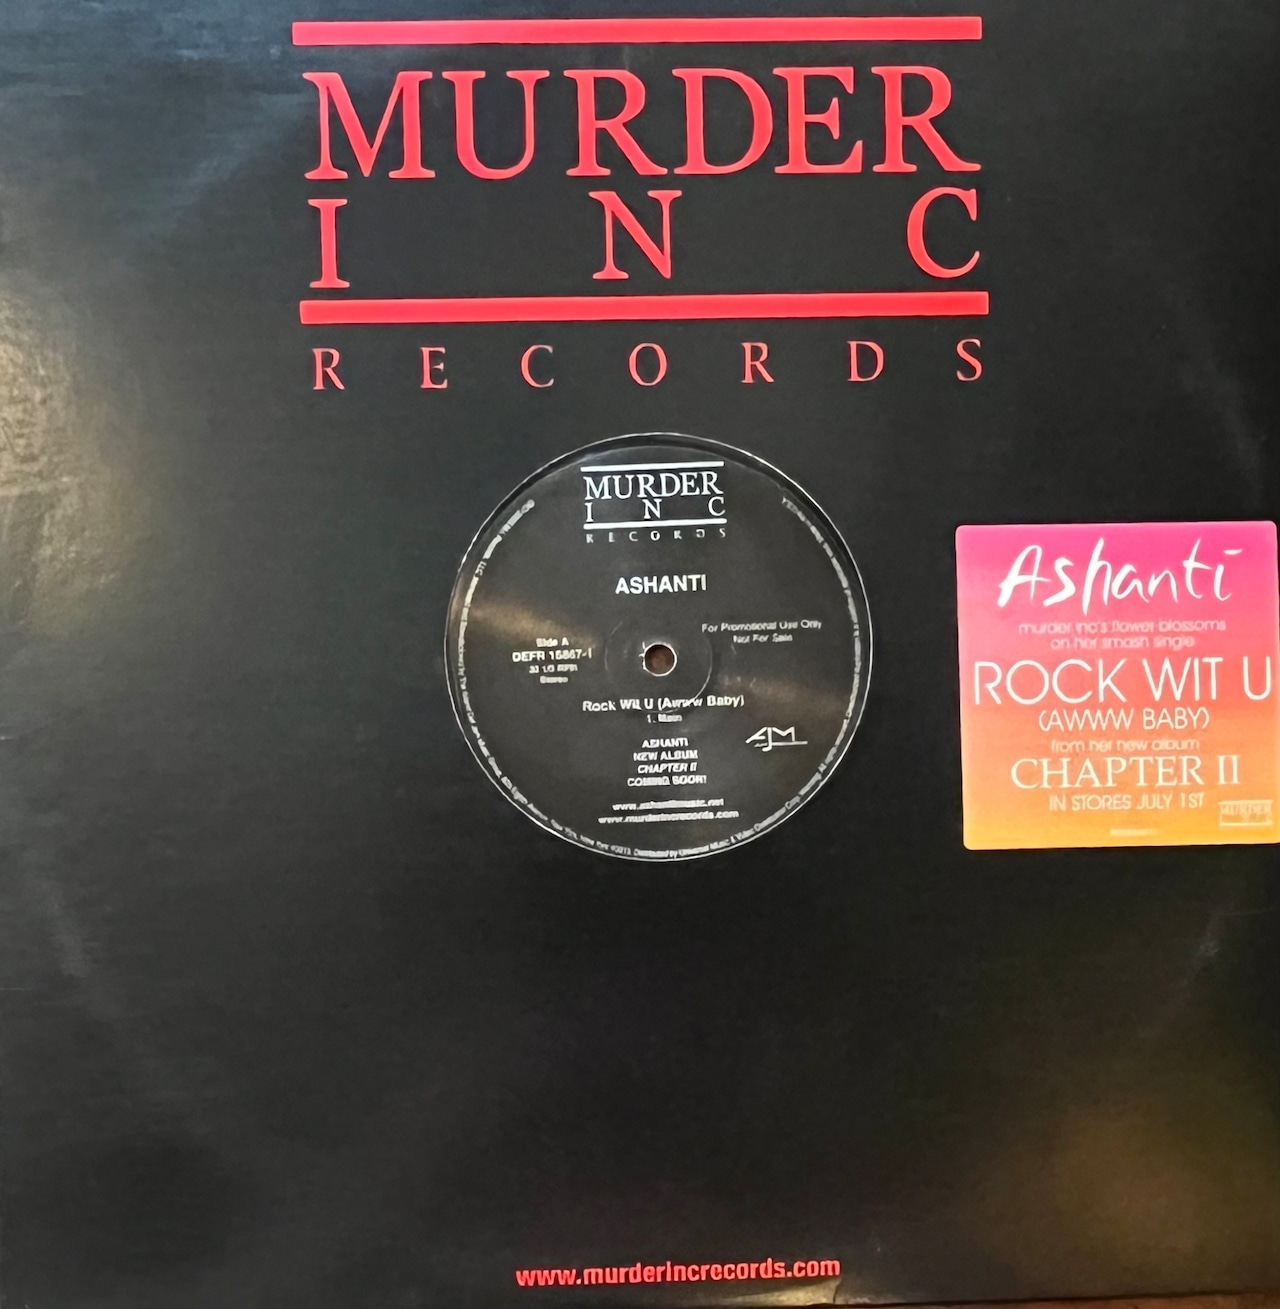 MURDER
I N C
RECORDS
MURDER
I N C
RECORDS
ASHANTI
For Promotional Use Only
Not For Sale
Side A
DEFR 15867-1
33 1/3 RPM
Stereo
Rock Wit U (Awww Baby)
1. Main
ASHANTI
NEW ALBUM
CHAPTER II
COMING SOON!
www.ashantimusic.net
www.murderincrecords.com
AJM
Ashanti
murder inc's flower blossoms
on her smash single
ROCK WIT U
(AWWW BABY)
from her new album
CHAPTER II
IN STORES JULY 1ST
MURDER
I N C
www.murderincrecords.com